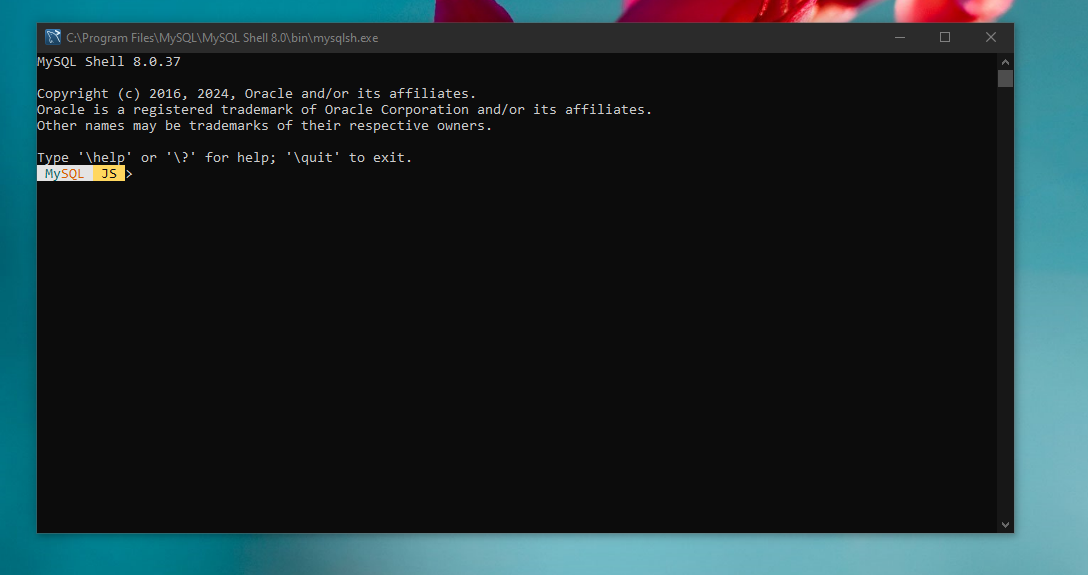 C:\Program Files\MySQL\MySQL Shell 8.0\bin\mysqlsh.exe
MySQL Shell 8.0.37
Copyright (c) 2016, 2024, Oracle and/or its affiliates.
Oracle is a registered trademark of Oracle Corporation and/or its affiliates.
Other names may be trademarks of their respective owners.
Type '\help' or '\?' for help; '\quit' to exit.
MySQL JS >